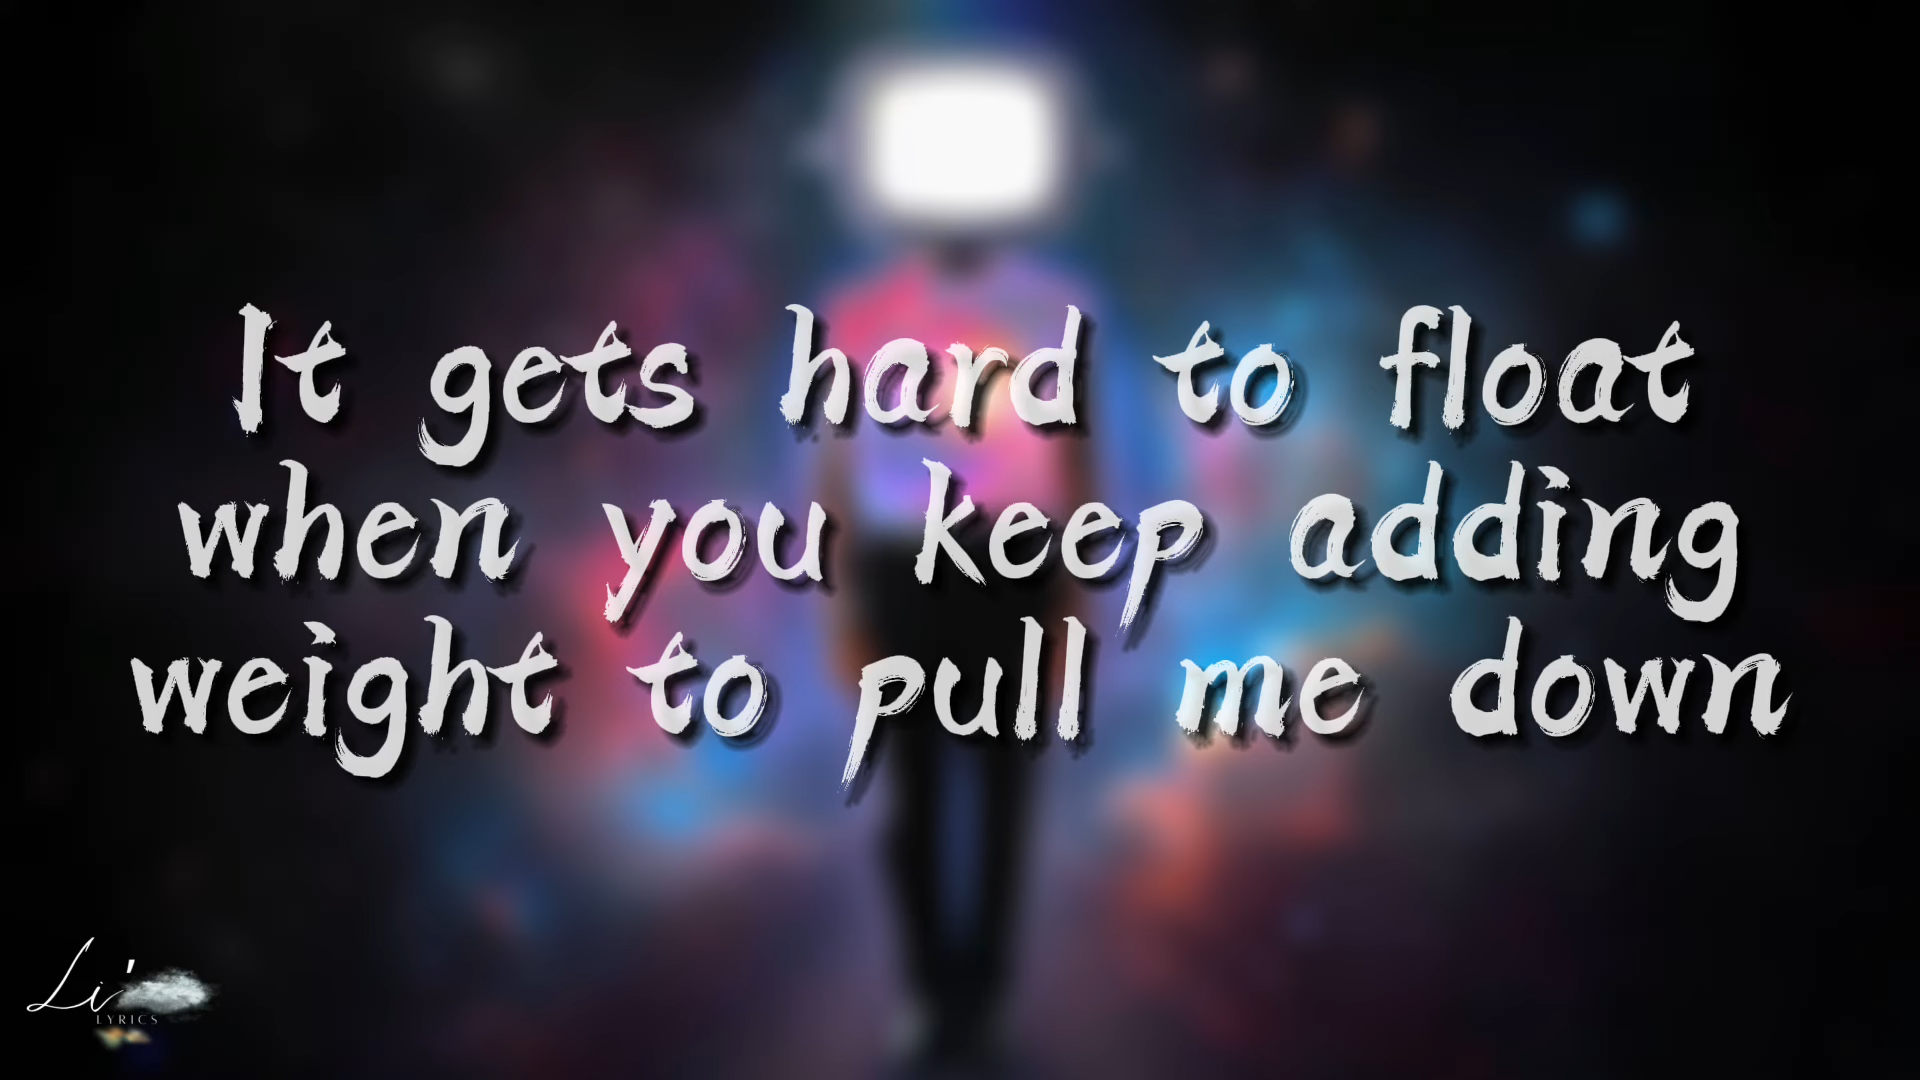 It gets hard to float
when you keep adding
weight to pull me down
Li'
LYRICS